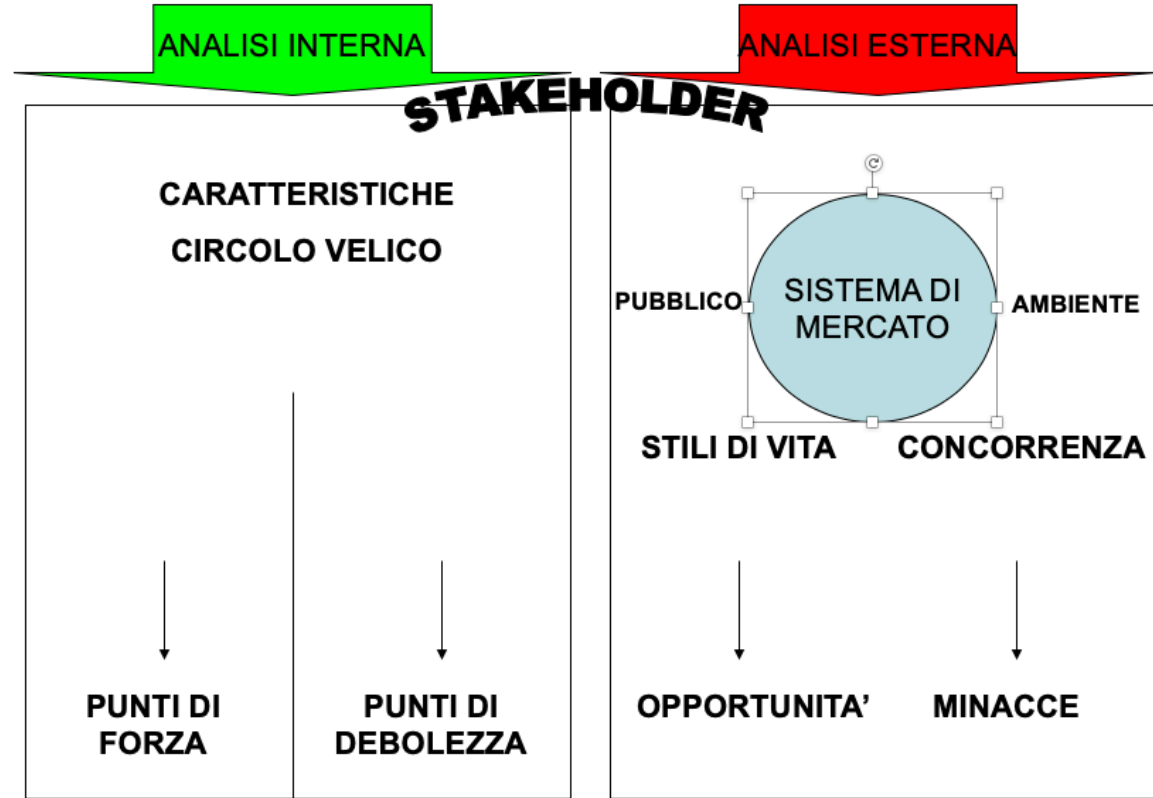 ANALISI INTERNA
ANALISI ESTERNA
STAKEHOLDER
CARATTERISTICHE
CIRCOLO VELICO
PUBBLICO
SISTEMA DI
MERCATO
AMBIENTE
STILI DI VITA
CONCORRENZA
PUNTI DI
FORZA
PUNTI DI
DEBOLEZZA
OPPORTUNITA’
MINACCE